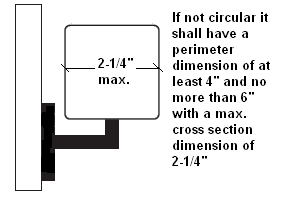 2-1/4"
max.
If not circular it
shall have a
perimeter
dimension of at
least 4" and no
more than 6"
with a max.
cross section
dimension of
2-1/4"